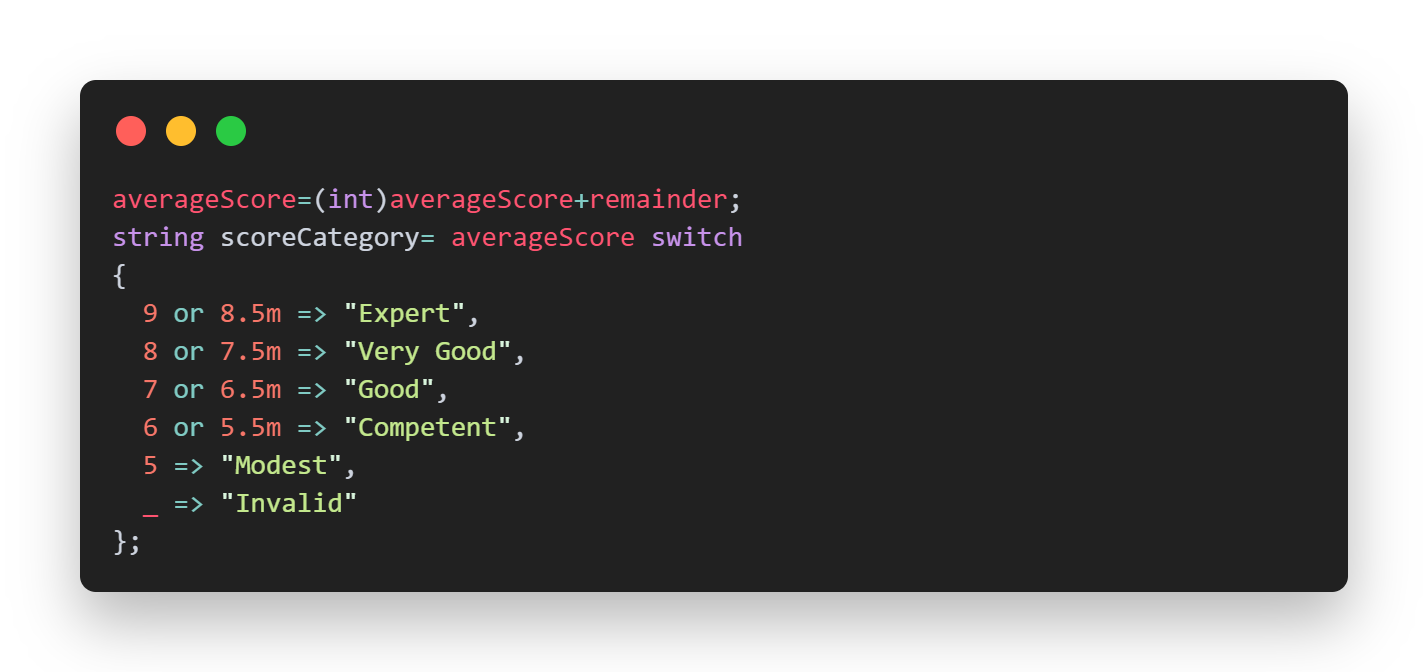 averageScore=(int)averageScore+remainder;
string scoreCategory= averageScore switch
{
  9 or 8.5m => "Expert",
  8 or 7.5m => "Very Good",
  7 or 6.5m => "Good",
  6 or 5.5m => "Competent",
  5 => "Modest",
  _ => "Invalid"
};